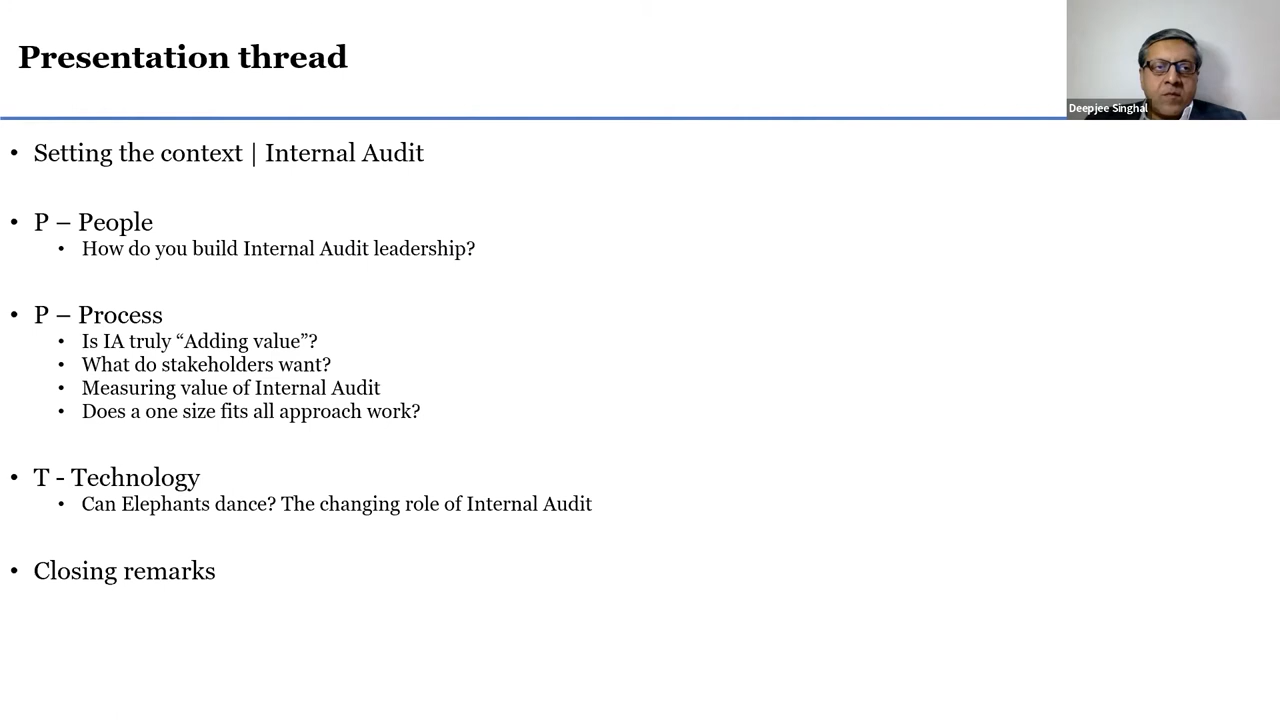 Presentation thread
Deepjee Singhal
• Setting the context | Internal Audit
• P – People
• How do you build Internal Audit leadership?
• P – Process
• Is IA truly “Adding value”?
• What do stakeholders want?
• Measuring value of Internal Audit
• Does a one size fits all approach work?
• T - Technology
• Can Elephants dance? The changing role of Internal Audit
• Closing remarks